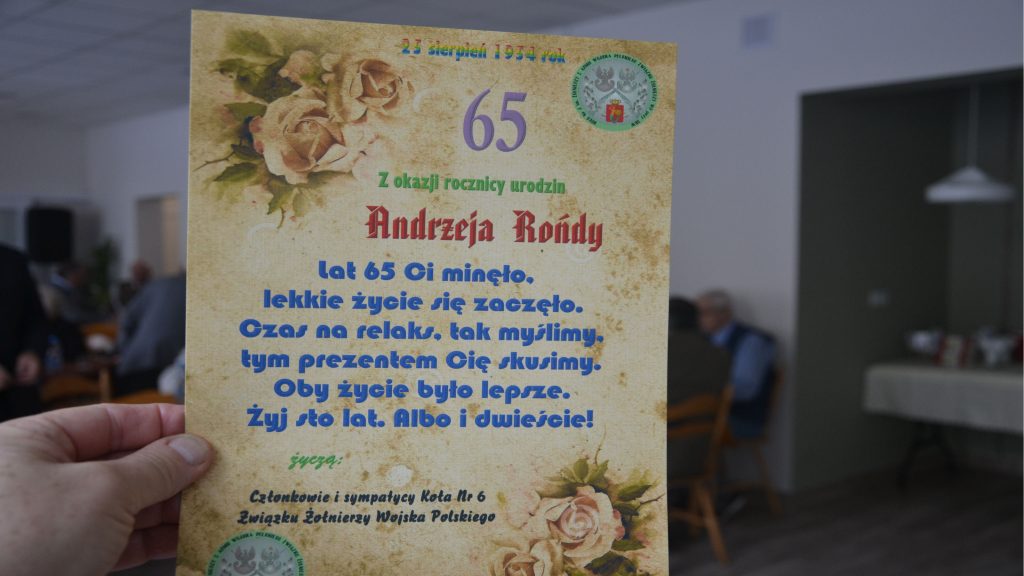 23 sierpień 1954 rok
65
Z okazji rocznicy urodzin
Andrzeja Rońdy
Lat 65 Ci minęło,
lekkie życie się zaczęło.
Czas na relaks, tak myślimy,
tym prezentem Cię skusimy.
Oby życie było lepsze.
Żyj sto lat. Albo i dwieście!
życzą:
Członkowie i sympatycy Koła Nr 6
Związku Żołnierzy Wojska Polskiego